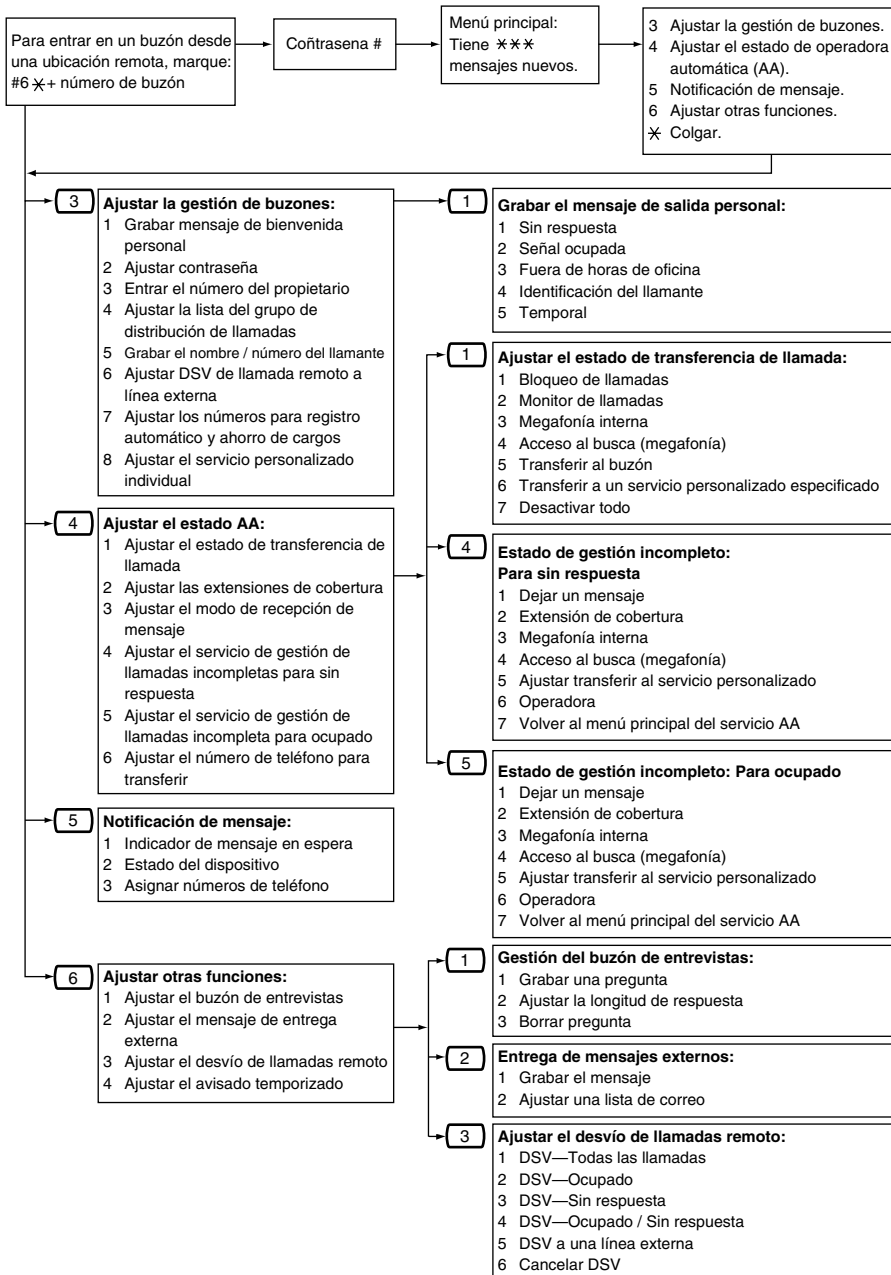 Para entrar en un buzón desde
una ubicación remota, marque:
#6 ✳+ número de buzón
Coñtrasena #
Menú principal:
Tiene ✳✳✳
mensajes nuevos.
3 Ajustar la gestión de buzones.
4 Ajustar el estado de operadora
automática (AA).
5 Notificación de mensaje.
6 Ajustar otras funciones.
✳ Colgar.
3
Ajustar la gestión de buzones:
1 Grabar mensaje de bienvenida
personal
2 Ajustar contraseña
3 Entrar el número del propietario
4 Ajustar la lista del grupo de
distribución de llamadas
5 Grabar el nombre / número del llamante
6 Ajustar DSV de llamada remoto a
línea externa
7 Ajustar los números para registro
automático y ahorro de cargos
8 Ajustar el servicio personalizado
individual
1
Grabar el mensaje de salida personal:
1 Sin respuesta
2 Señal ocupada
3 Fuera de horas de oficina
4 Identificación del llamante
5 Temporal
4
Ajustar el estado AA:
1 Ajustar el estado de transferencia de
llamada
2 Ajustar las extensiones de cobertura
3 Ajustar el modo de recepción de
mensaje
4 Ajustar el servicio de gestión de
llamadas incompletas para sin
respuesta
5 Ajustar el servicio de gestión de
llamadas incompleta para ocupado
6 Ajustar el número de teléfono para
transferir
1
Ajustar el estado de transferencia de llamada:
1 Bloqueo de llamadas
2 Monitor de llamadas
3 Megafonía interna
4 Acceso al busca (megafonía)
5 Transferir al buzón
6 Transferir a un servicio personalizado especificado
7 Desactivar todo
4
Estado de gestión incompleto:
Para sin respuesta
1 Dejar un mensaje
2 Extensión de cobertura
3 Megafonía interna
4 Acceso al busca (megafonía)
5 Ajustar transferir al servicio personalizado
6 Operadora
7 Volver al menú principal del servicio AA
5
Estado de gestión incompleto: Para ocupado
1 Dejar un mensaje
2 Extensión de cobertura
3 Megafonía interna
4 Acceso al busca (megafonía)
5 Ajustar transferir al servicio personalizado
6 Operadora
7 Volver al menú principal del servicio AA
5
Notificación de mensaje:
1 Indicador de mensaje en espera
2 Estado del dispositivo
3 Asignar números de teléfono
6
Ajustar otras funciones:
1 Ajustar el buzón de entrevistas
2 Ajustar el mensaje de entrega
externa
3 Ajustar el desvío de llamadas remoto
4 Ajustar el avisado temporizado
1
Gestión del buzón de entrevistas:
1 Grabar una pregunta
2 Ajustar la longitud de respuesta
3 Borrar pregunta
2
Entrega de mensajes externos:
1 Grabar el mensaje
2 Ajustar una lista de correo
3
Ajustar el desvío de llamadas remoto:
1 DSV—Todas las llamadas
2 DSV—Ocupado
3 DSV—Sin respuesta
4 DSV—Ocupado / Sin respuesta
5 DSV a una línea externa
6 Cancelar DSV